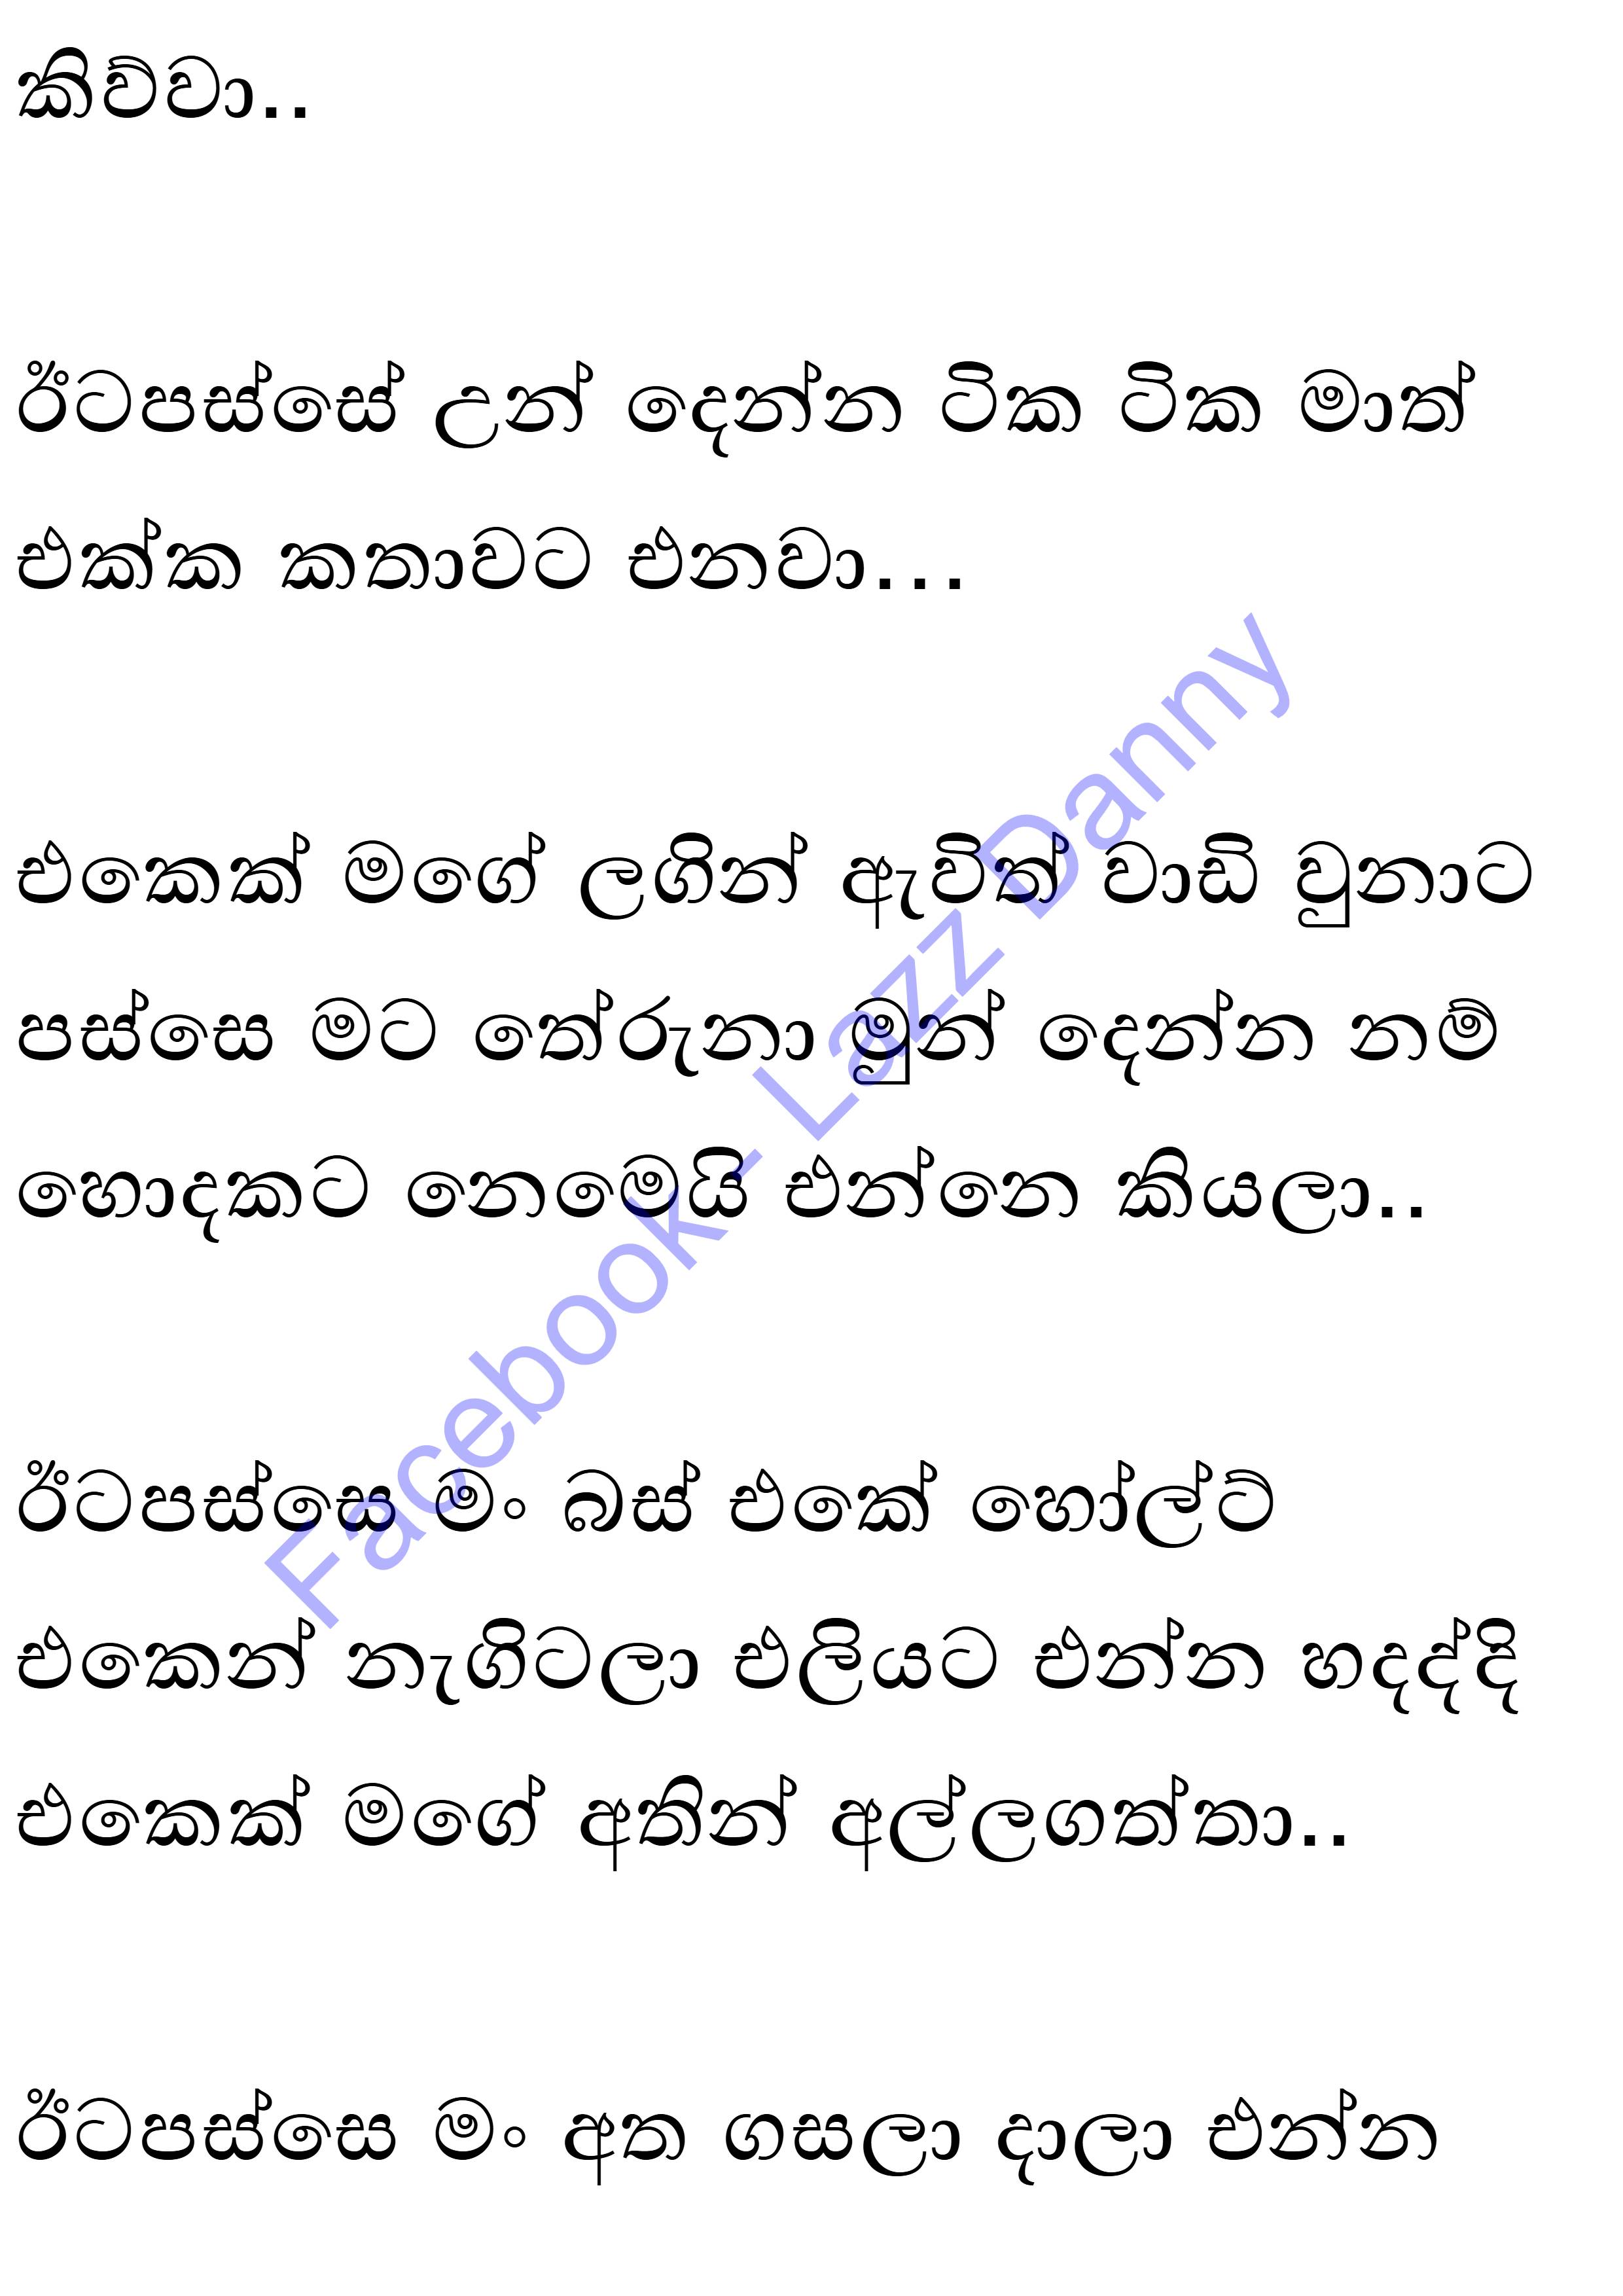 කිව්වා..
ඊටපස්සේ උන් දෙන්න ටික ටික මාත්
එක්ක කතාවට එනවා...
එකෙක් මගේ ලගින් ඇවිත් වාඩි වුනාට
පස්සෙ මට තේරුනා මුන් දෙන්න නම්
හොදකට නෙමෙයි එන්නෙ කියලා..
ඊටපස්සෙ මං බස් එකේ හෝල්ට්
එකෙන් නැගිටලා එලියට එන්න හදද්දි
එකෙක් මගේ අතින් අල්ලගත්තා..
ඊටපස්සෙ මං අත ගසලා දාලා එන්න
Facebook - Lazz Danny